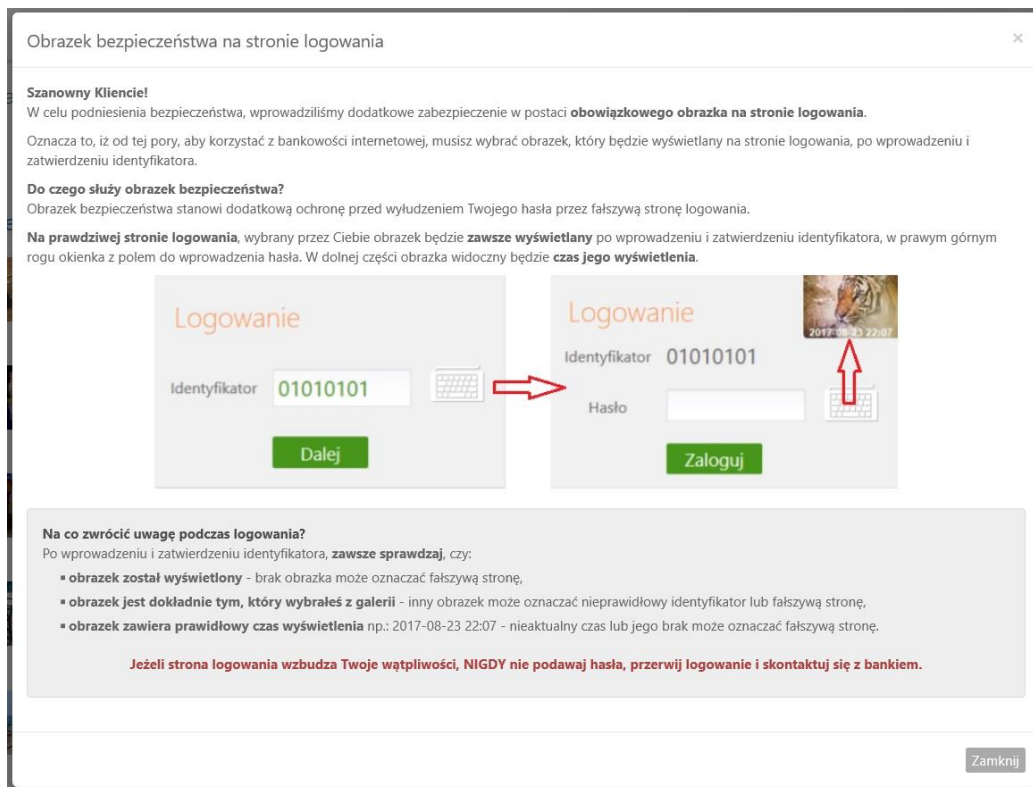 Obrazek bezpieczeństwa na stronie logowania
×
Szanowny Kliencie!
W celu podniesienia bezpieczeństwa, wprowadziliśmy dodatkowe zabezpieczenie w postaci obowiązkowego obrazka na stronie logowania.
Oznacza to, iż od tej pory, aby korzystać z bankowości internetowej, musisz wybrać obrazek, który będzie wyświetlany na stronie logowania, po wprowadzeniu i
zatwierdzeniu identyfikatora.
Do czego służy obrazek bezpieczeństwa?
Obrazek bezpieczeństwa stanowi dodatkową ochronę przed wyłudzeniem Twojego hasła przez fałszywą stronę logowania.
Na prawdziwej stronie logowania, wybrany przez Ciebie obrazek będzie zawsze wyświetlany po wprowadzeniu i zatwierdzeniu identyfikatora, w prawym górnym
rogu okienka z polem do wprowadzenia hasła. W dolnej części obrazka widoczny będzie czas jego wyświetlenia.
Logowanie
Identyfikator 01010101
Dalej
Logowanie
2017-08-23 22:07
Identyfikator 01010101
Hasło
Zaloguj
Na co zwrócić uwagę podczas logowania?
Po wprowadzeniu i zatwierdzeniu identyfikatora, zawsze sprawdzaj, czy:
▪ obrazek został wyświetlony - brak obrazka może oznaczać fałszywą stronę,
▪ obrazek jest dokładnie tym, który wybrałeś z galerii - inny obrazek może oznaczać nieprawidłowy identyfikator lub fałszywą stronę,
▪ obrazek zawiera prawidłowy czas wyświetlenia np.: 2017-08-23 22:07 - nieaktualny czas lub jego brak może oznaczać fałszywą stronę.
Jeżeli strona logowania wzbudza Twoje wątpliwości, NIGDY nie podawaj hasła, przerwij logowanie i skontaktuj się z bankiem.
Zamknij